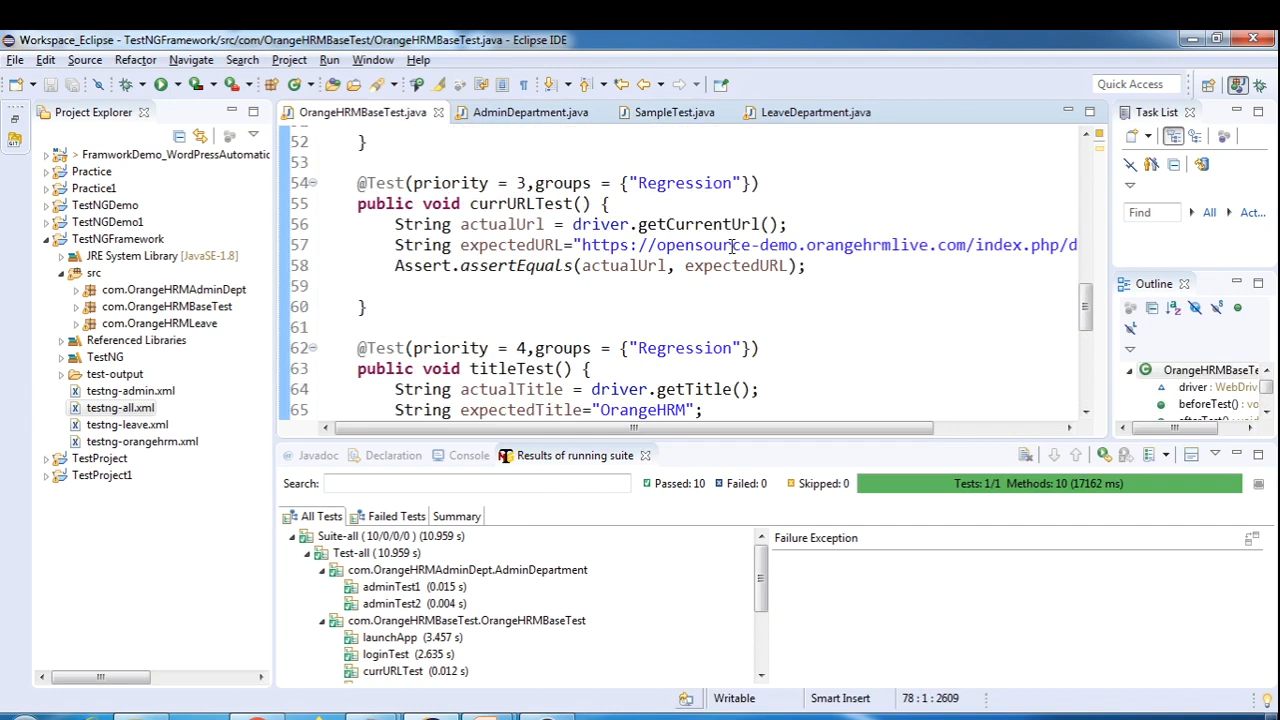 Workspace_Eclipse - TestNGFramework/src/com/OrangeHRMBaseTest/OrangeHRMBaseTest.java - Eclipse IDE
File Edit Source Refactor Navigate Search Project Run Window Help
Quick Access
Project Explorer
> FramworkDemo_WordPressAutomatic
Practice
Practice1
TestNGDemo
TestNGDemo1
TestNGFramework
JRE System Library [JavaSE-1.8]
src
com.OrangeHRMAdminDept
com.OrangeHRMBaseTest
com.OrangeHRMLeave
Referenced Libraries
TestNG
test-output
testng-admin.xml
testng-all.xml
testng-leave.xml
testng-orangehrm.xml
TestProject
TestProject1
OrangeHRMBaseTest.java AdminDepartment.java SampleTest.java LeaveDepartment.java
52 }
53
54 @Test(priority = 3,groups = {"Regression"})
55 public void currURLTest() {
56 String actualUrl = driver.getCurrentUrl();
57 String expectedURL="https://opensource-demo.orangehrmlive.com/index.php/d
58 Assert.assertEquals(actualUrl, expectedURL);
59
60 }
61
62 @Test(priority = 4,groups = {"Regression"})
63 public void titleTest() {
64 String actualTitle = driver.getTitle();
65 String expectedTitle="OrangeHRM";
Task List
Find All Act...
Outline
OrangeHRMBaseTe
driver : WebDriv
beforeTest() : vo
Javadoc Declaration Console Results of running suite
Search: Passed: 10 Failed: 0 Skipped: 0 Tests: 1/1 Methods: 10 (17162 ms)
All Tests Failed Tests Summary
Suite-all ( 10/0/0/0 ) (10.959 s)
Test-all ( 10.959 s)
com.OrangeHRMAdminDept.AdminDepartment
adminTest1 (0.015 s)
adminTest2 (0.004 s)
com.OrangeHRMBaseTest.OrangeHRMBaseTest
launchApp (3.457 s)
loginTest (2.635 s)
currURLTest (0.012 s)
Failure Exception
Writable Smart Insert 78 : 1 : 2609